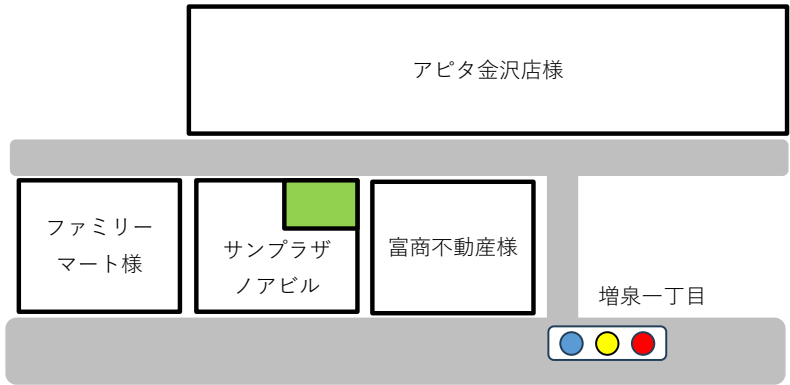 アピタ金沢店様
ファミリー
マート様
サンプラザ
ノアビル
富商不動産様
増泉一丁目